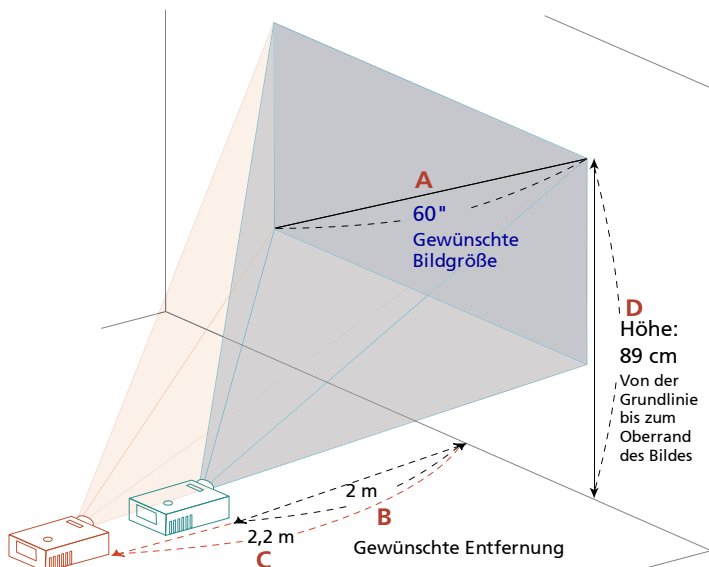 A
60"
Gewünschte
Bildgröße
D
Höhe:
89 cm
Von der
Grundlinie
bis zum
Oberrand
des Bildes
2 m
B
2,2 m
C
Gewünschte Entfernung